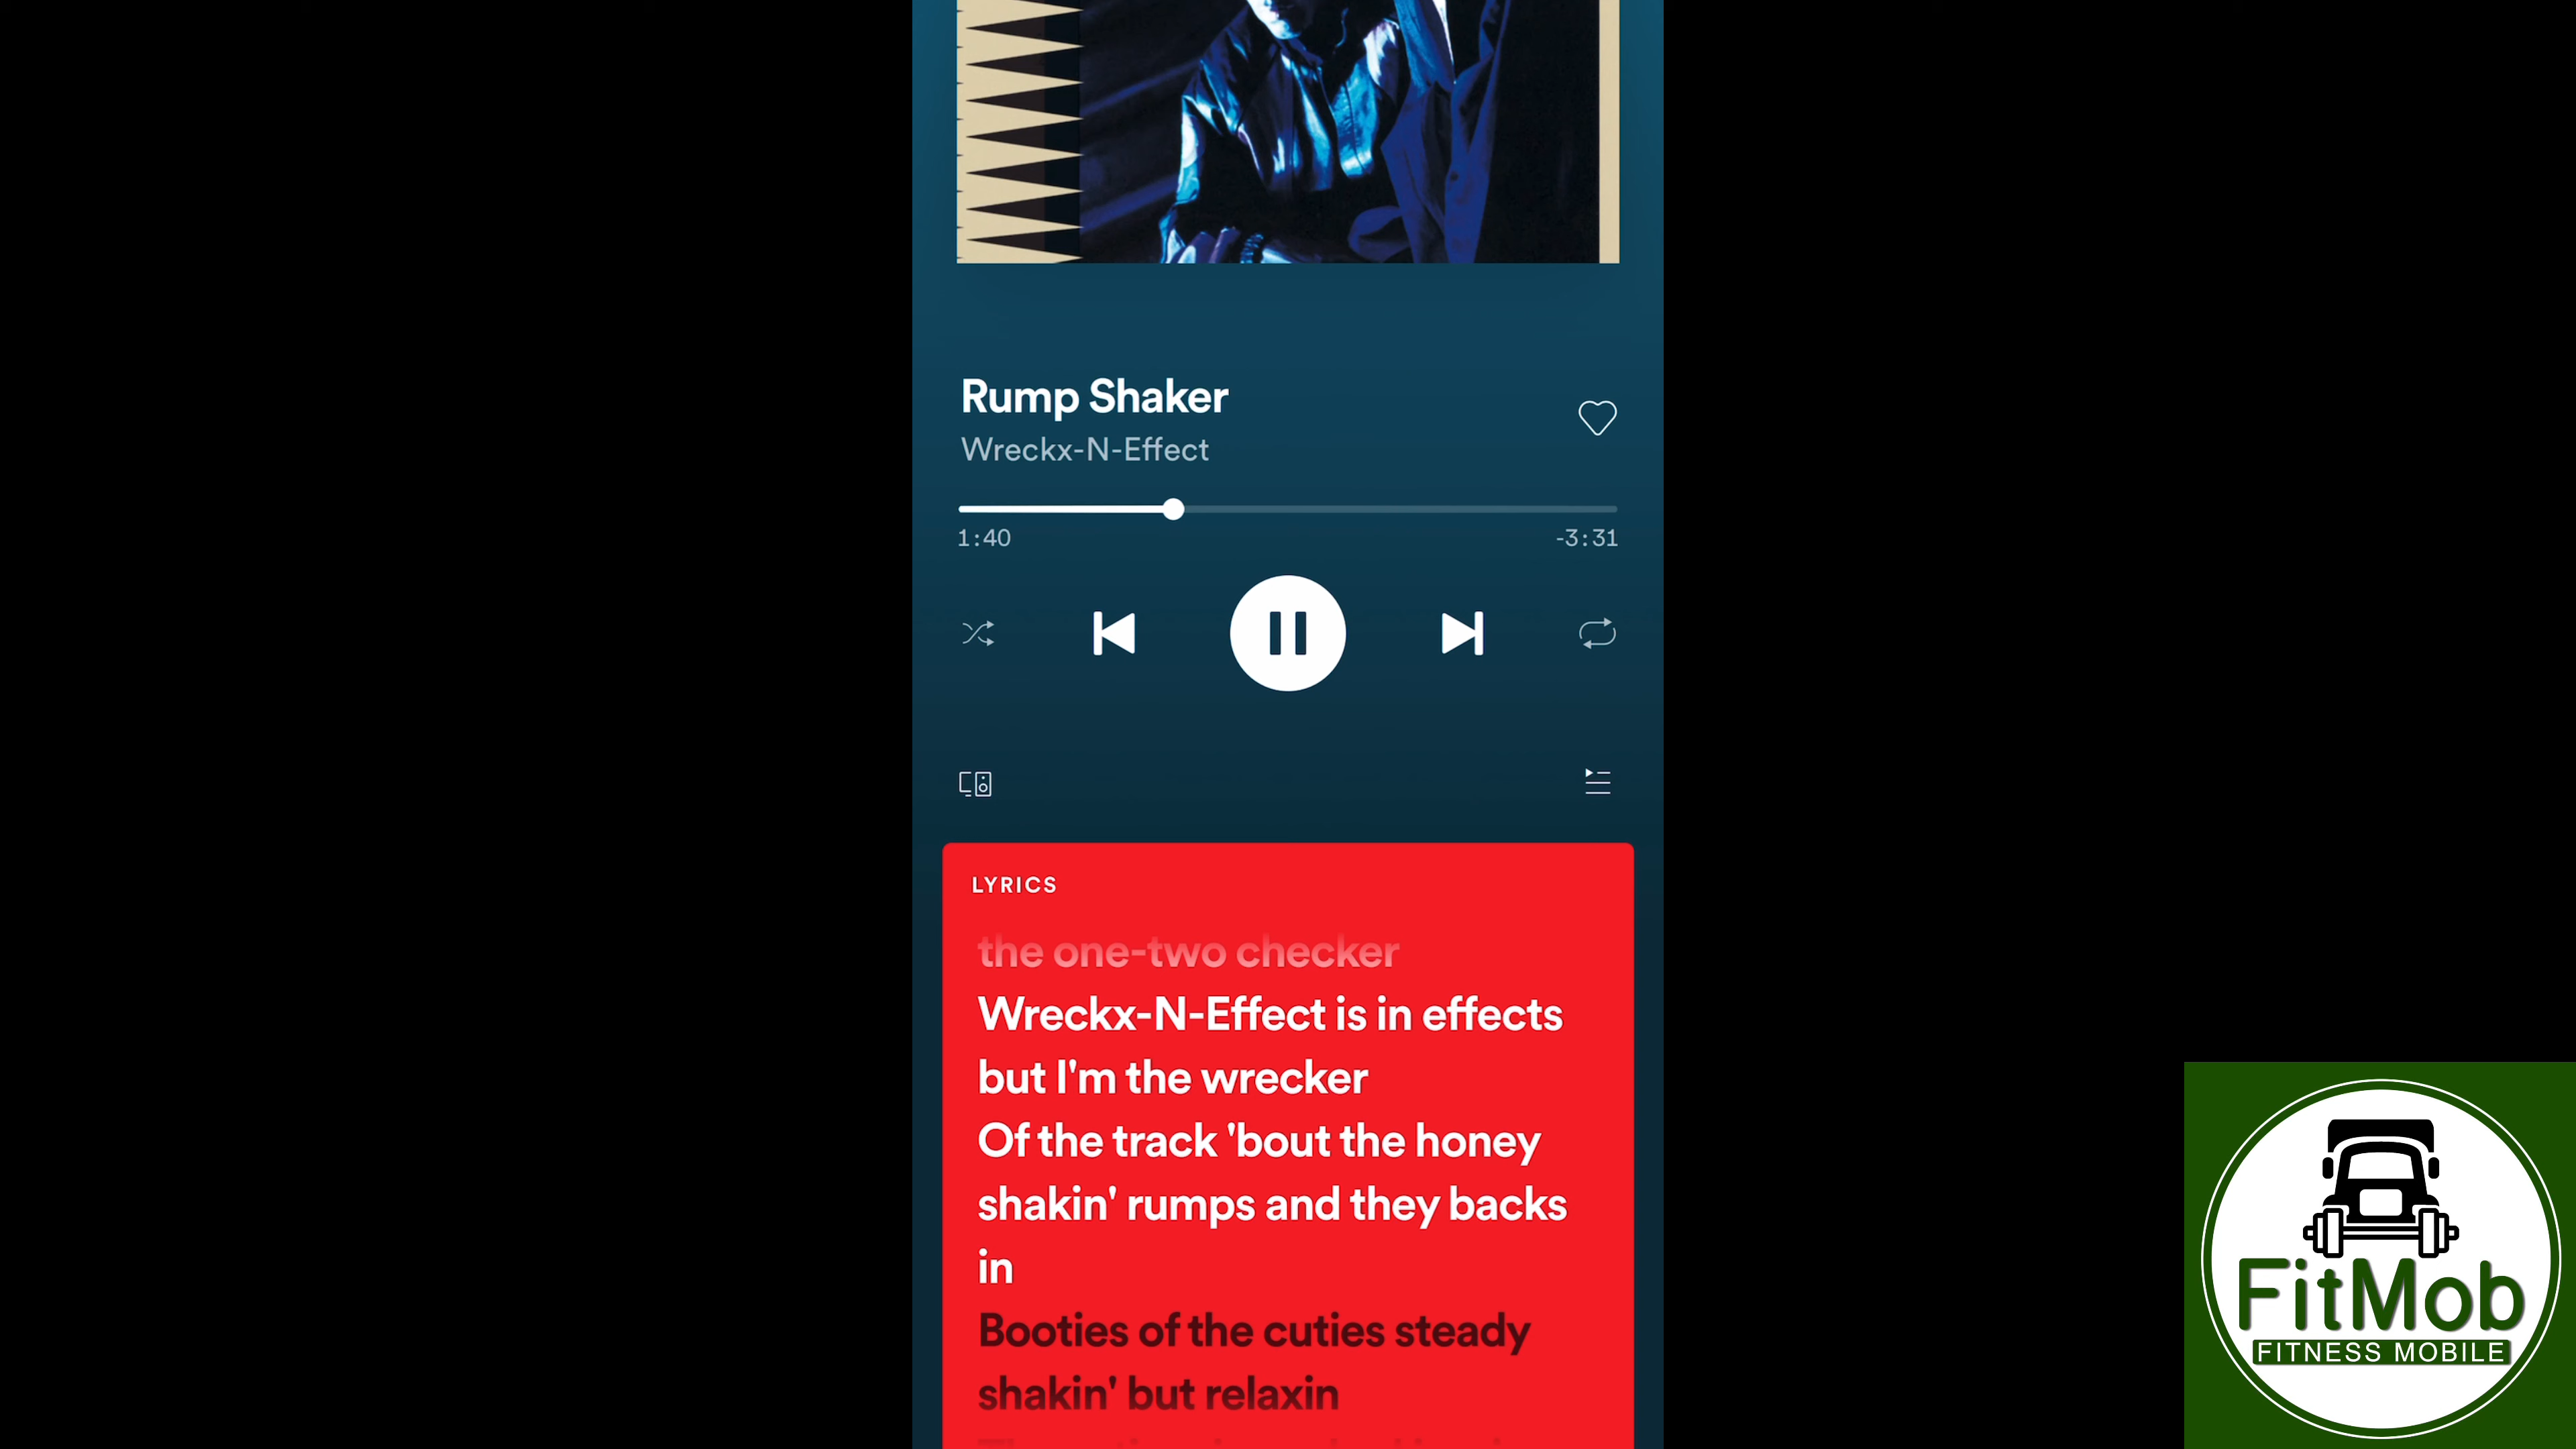 Rump Shaker
Wreckx-N-Effect
1:40
-3:31
LYRICS
the one-two checker
Wreckx-N-Effect is in effects
but I'm the wrecker
Of the track 'bout the honey
shakin' rumps and they backs
in
Booties of the cuties steady
shakin' but relaxin
FitMob
FITNESS MOBILE